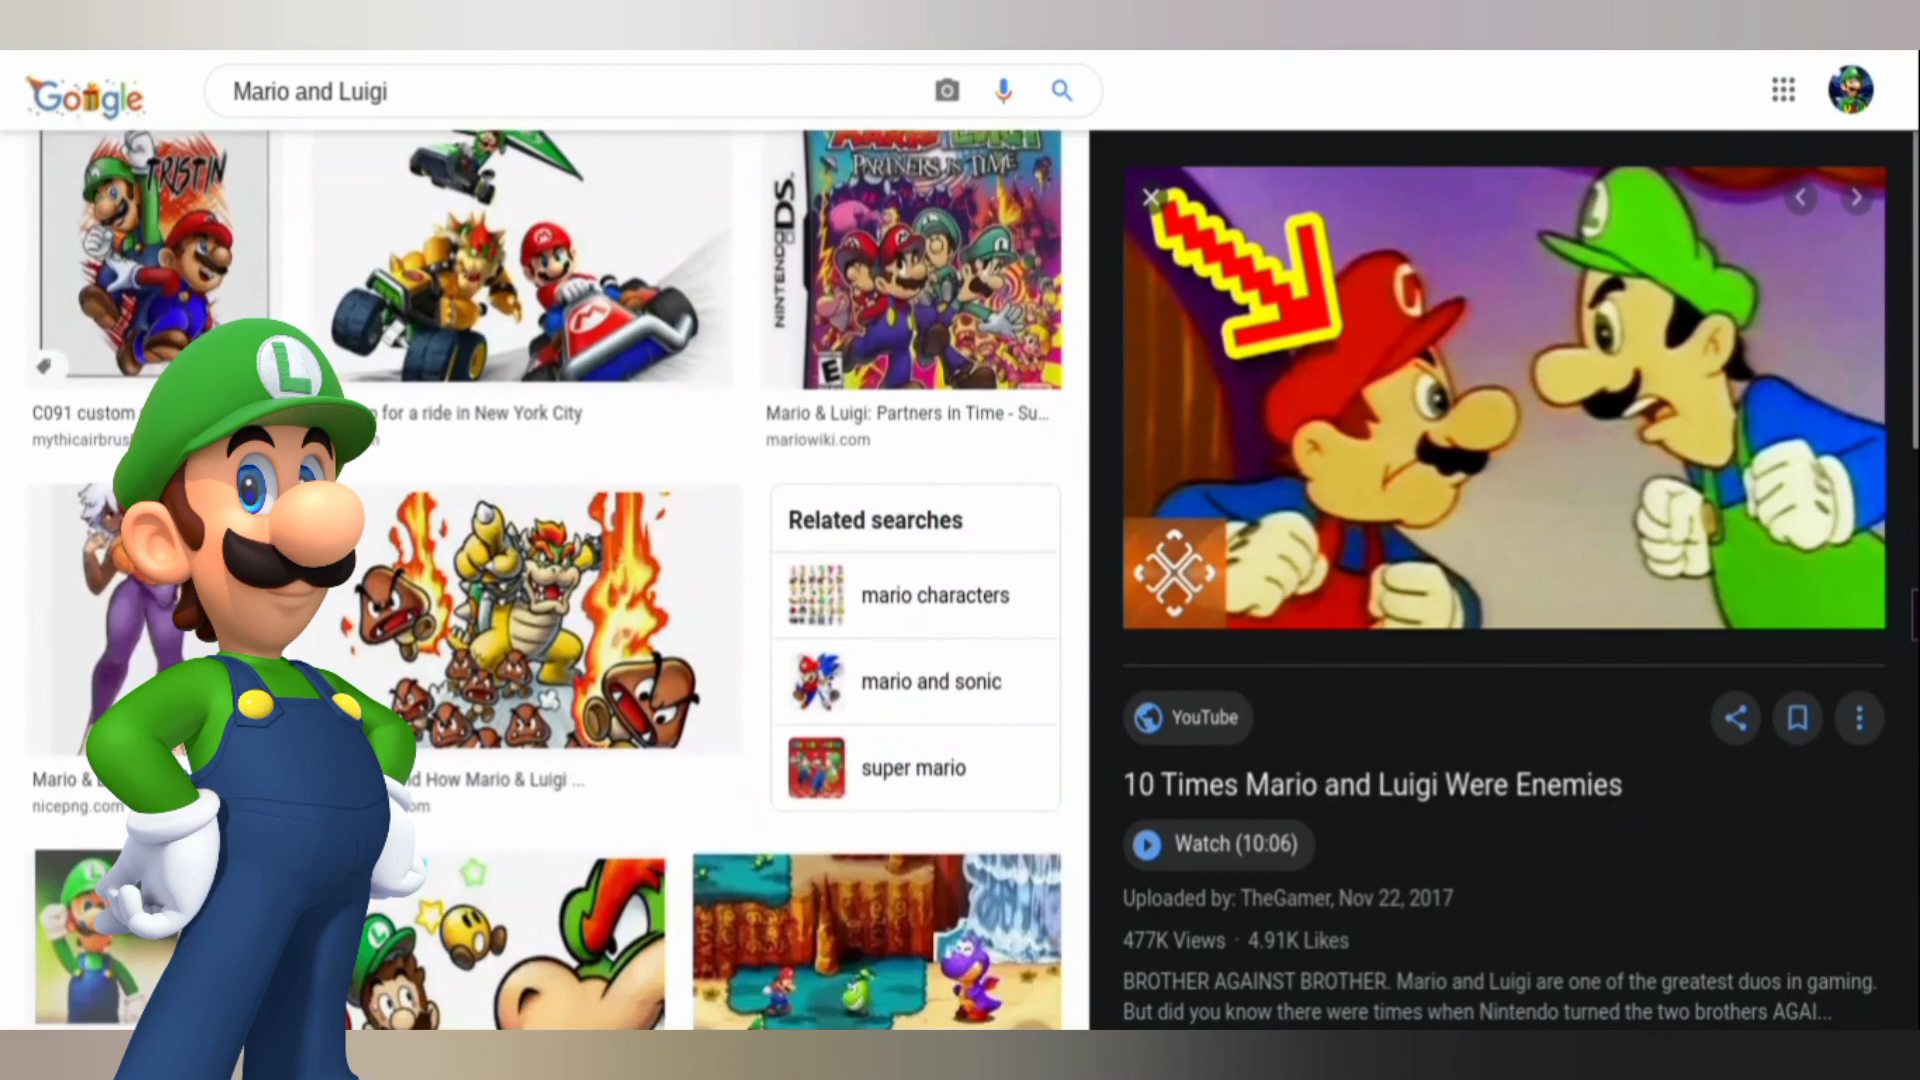 Google
Mario and Luigi
TRISTIN
NINTENDO DS
PARTNERS IN TIME
E
M
M
C091 custom
for a ride in New York City
Mario & Luigi: Partners in Time - Su...
mythicairbrus
mariowiki.com
L
Related searches
mario characters
mario and sonic
super mario
Mario &
d How Mario & Luigi ...
nicepng.com
om
L
L
YouTube
10 Times Mario and Luigi Were Enemies
Watch (10:06)
Uploaded by: TheGamer, Nov 22, 2017
477K Views · 4.91K Likes
BROTHER AGAINST BROTHER. Mario and Luigi are one of the greatest duos in gaming.
But did you know there were times when Nintendo turned the two brothers AGAI...